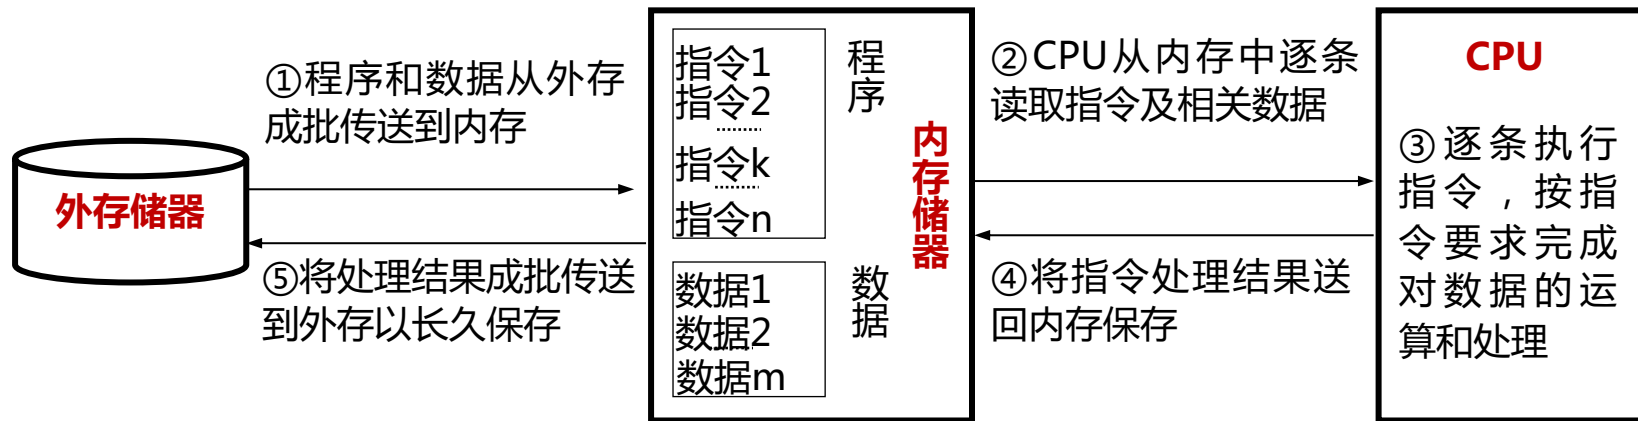 外存储器
①程序和数据从外存
成批传送到内存
⑤将处理结果成批传送
到外存以长久保存
指令1
指令2
指令k
指令n
程序
数据1
数据2
数据m
数据
内存储器
②CPU从内存中逐条
读取指令及相关数据
④将指令处理结果送
回内存保存
CPU
③逐条执行
指令，按指
令要求完成
对数据的运
算和处理